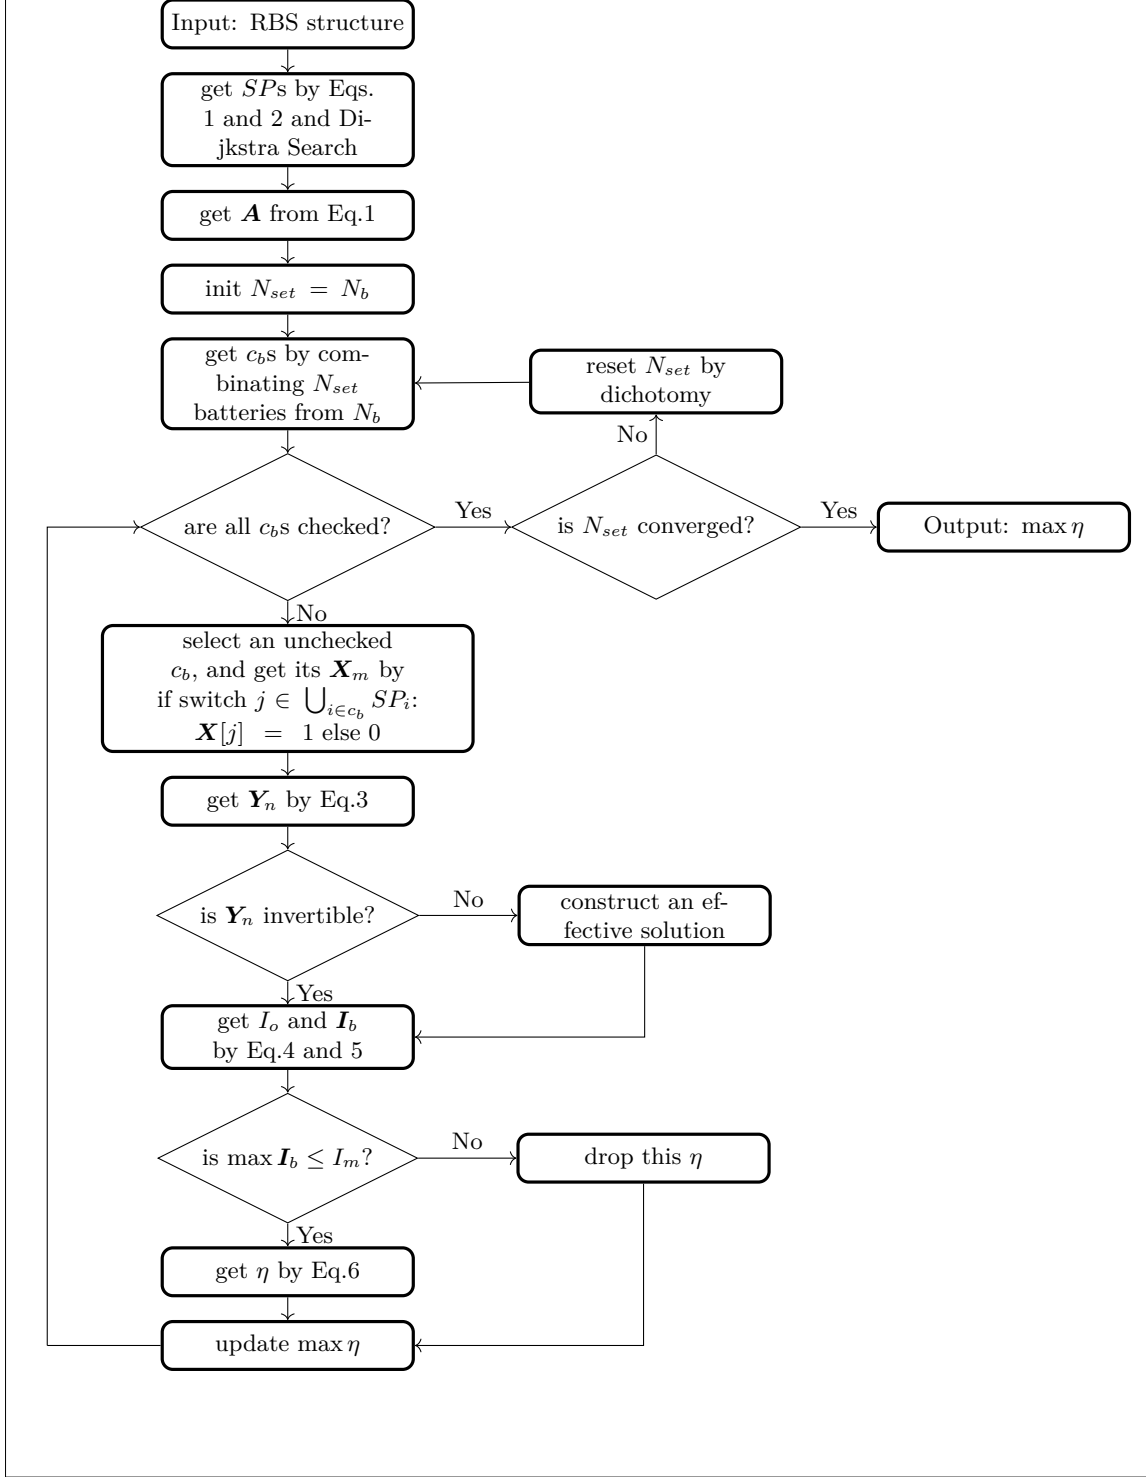 Input: RBS structure
get SPs by Eqs.
1 and 2 and Di-
jkstra Search
get A from Eq.1
init N_set = N_b
get c_bs by com-
binating N_set
batteries from N_b
reset N_set by
dichotomy
No
are all c_bs checked?
Yes
is N_set converged?
Yes
Output: max η
No
select an unchecked
c_b, and get its X_m by
if switch j ∈ ⋃_{i∈c_b} SP_i:
X[j] = 1 else 0
get Y_n by Eq.3
is Y_n invertible?
No
construct an ef-
fective solution
Yes
get I_o and I_b
by Eq.4 and 5
is max I_b ≤ I_m?
No
drop this η
Yes
get η by Eq.6
update max η